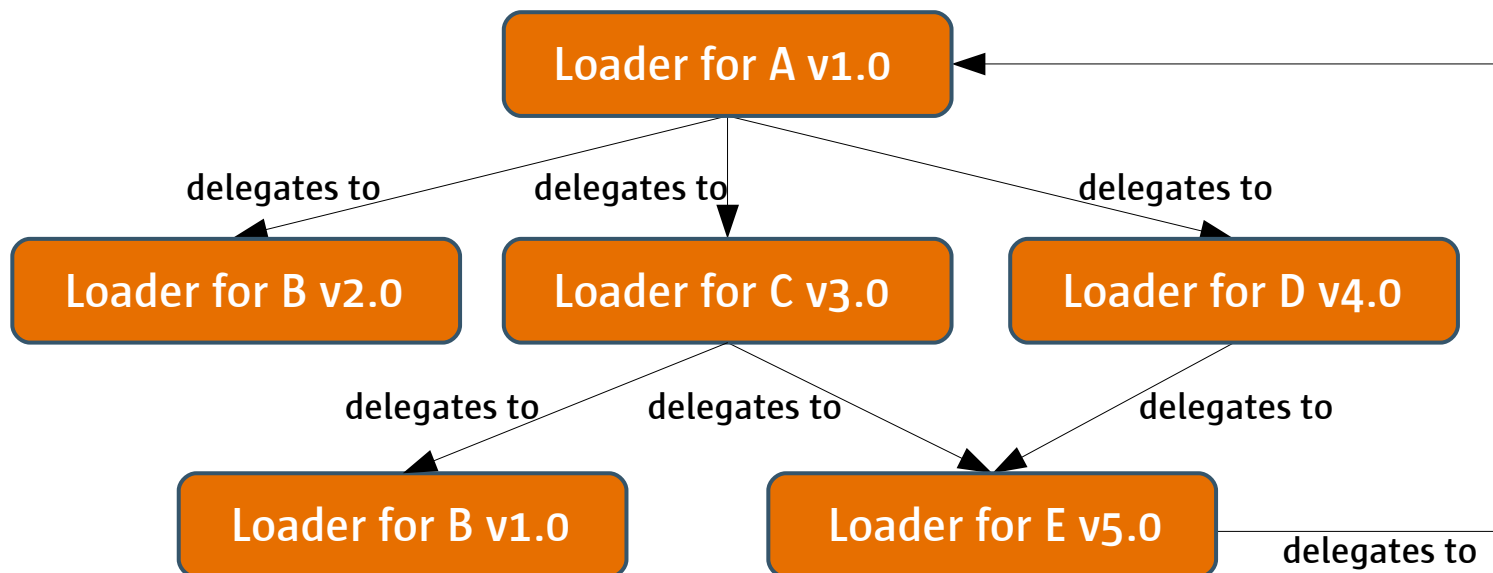 Loader for A v1.0
delegates to
delegates to
delegates to
Loader for B v2.0
Loader for C v3.0
Loader for D v4.0
delegates to
delegates to
delegates to
Loader for B v1.0
Loader for E v5.0
delegates to